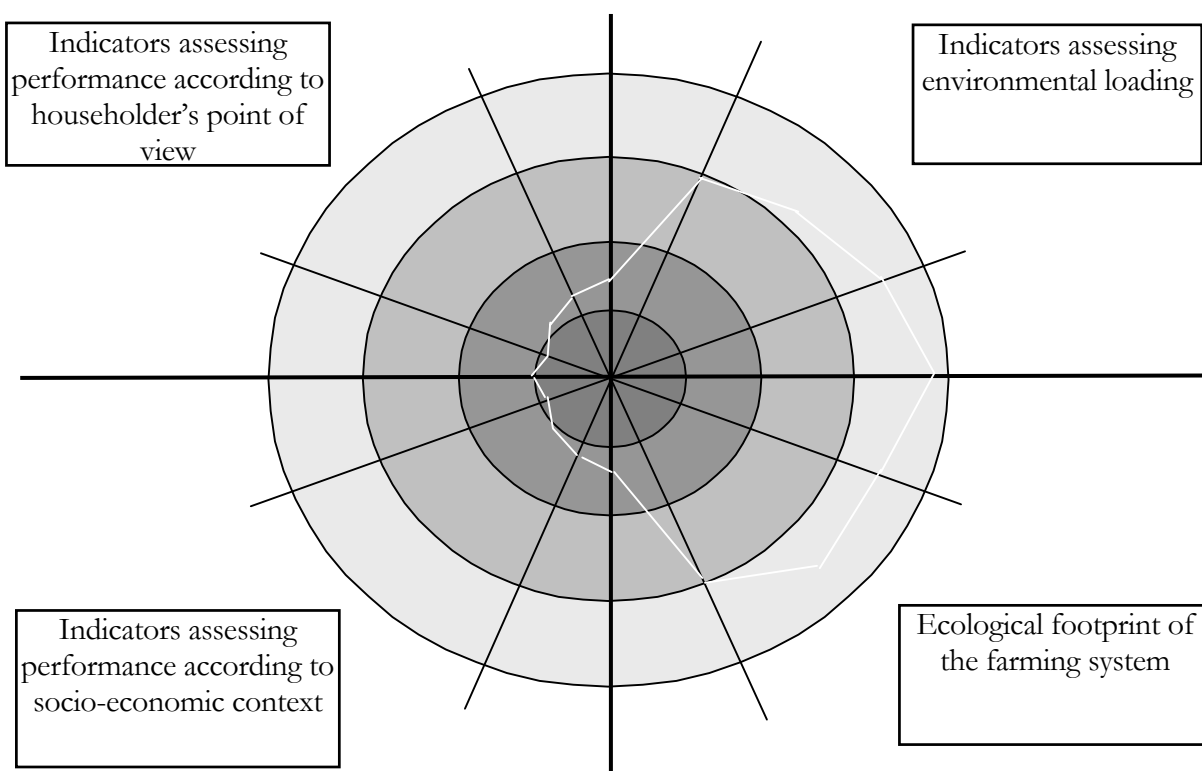 Indicators assessing
performance according to
householder’s point of
view
Indicators assessing
environmental loading
Indicators assessing
performance according to
socio-economic context
Ecological footprint of
the farming system